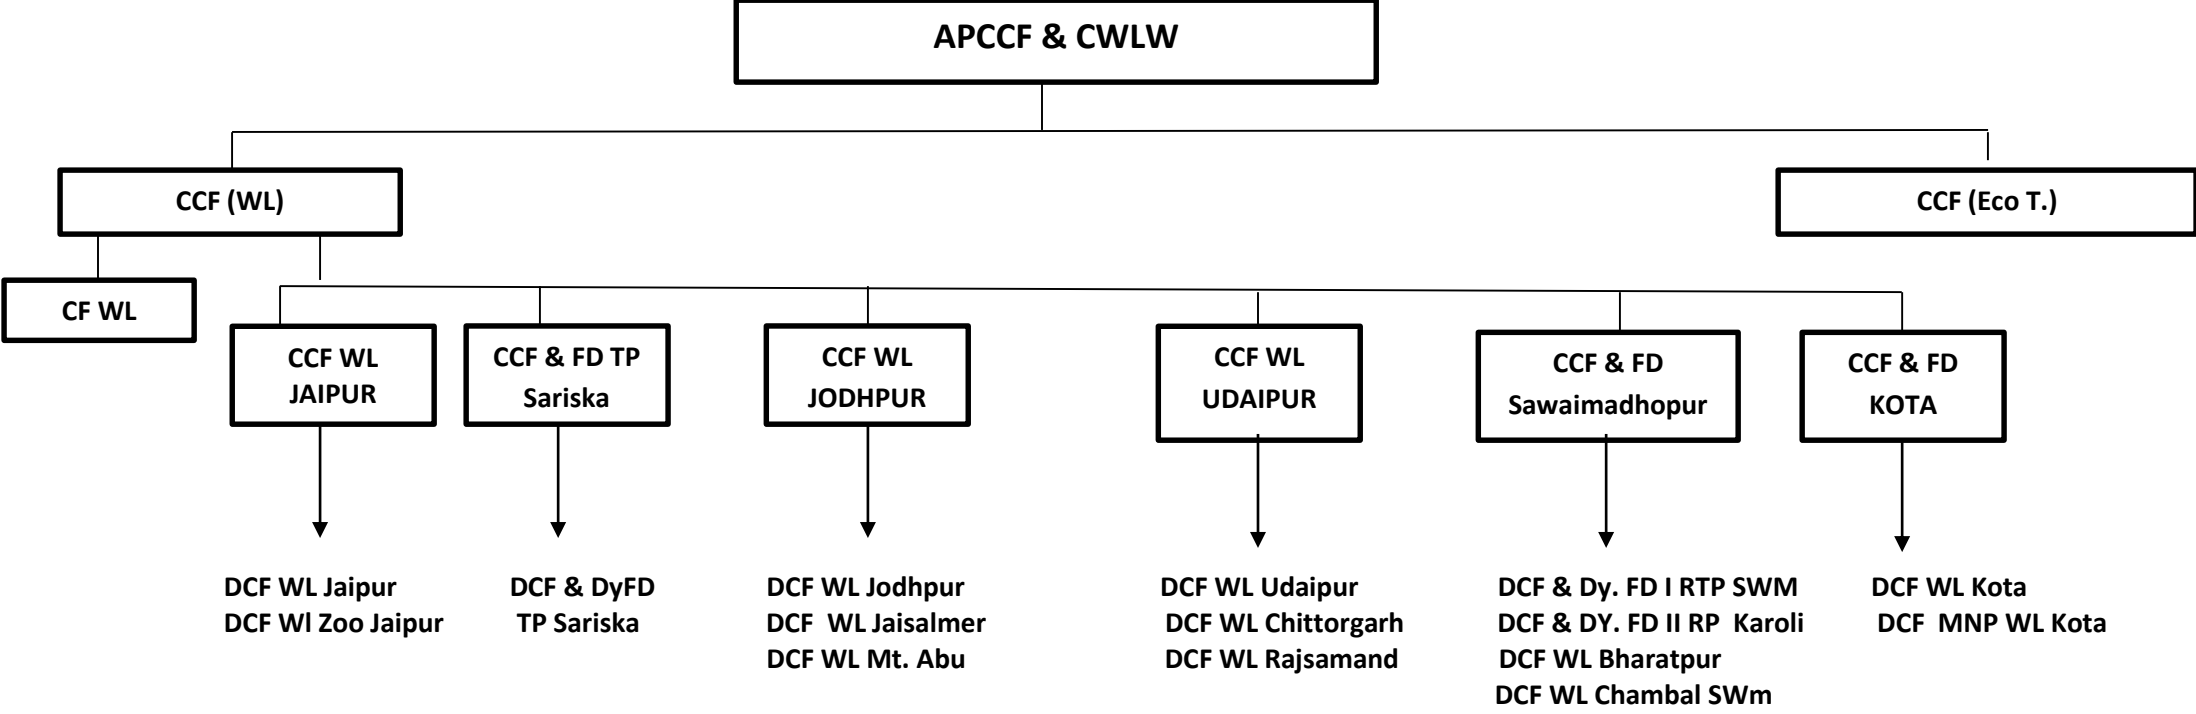 APCCF & CWLW
CCF (WL)
CCF (Eco T.)
CF WL
CCF WL
JAIPUR
CCF & FD TP
Sariska
CCF WL
JODHPUR
CCF WL
UDAIPUR
CCF & FD
Sawaimadhopur
CCF & FD
KOTA
DCF WL Jaipur
DCF Wl Zoo Jaipur
DCF & DyFD
TP Sariska
DCF WL Jodhpur
DCF  WL Jaisalmer
DCF WL Mt. Abu
DCF WL Udaipur
DCF WL Chittorgarh
DCF WL Rajsamand
DCF & Dy. FD I RTP SWM
DCF & DY. FD II RP  Karoli
DCF WL Bharatpur
DCF WL Chambal SWm
DCF WL Kota
DCF  MNP WL Kota